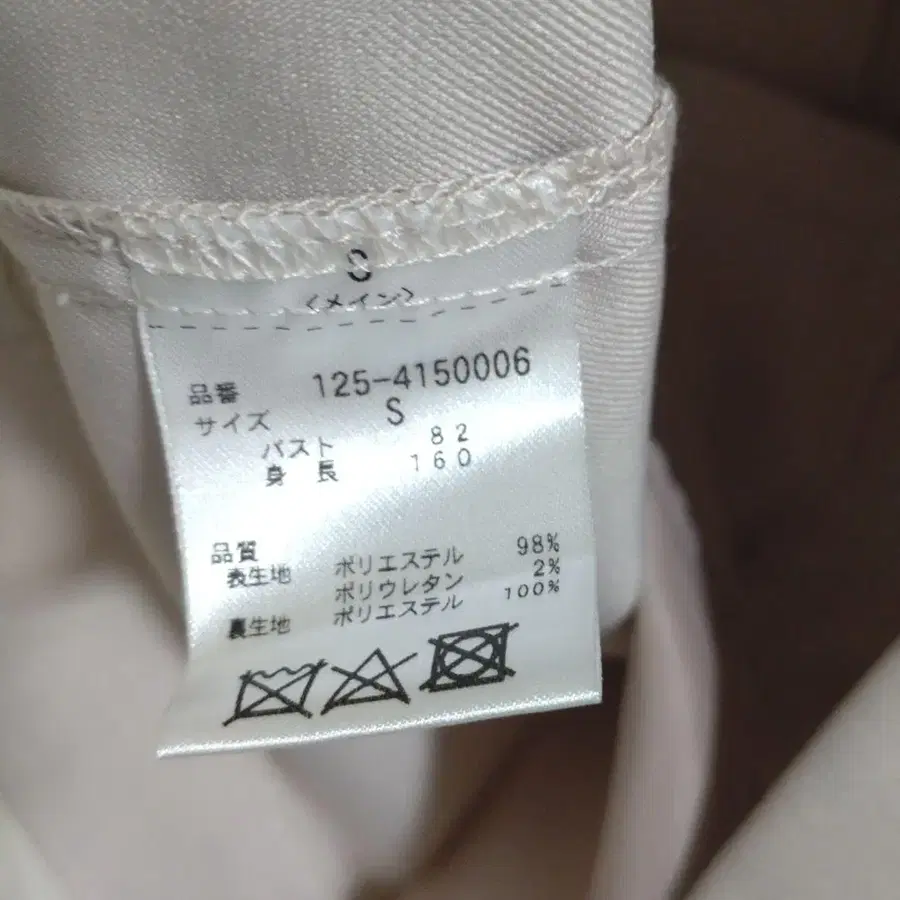 S
<メイン>
品番 125-4150006
サイズ S
バスト 82
身長 160
品質
表生地 ポリエステル 98%
ポリウレタン 2%
裏生地 ポリエステル 100%